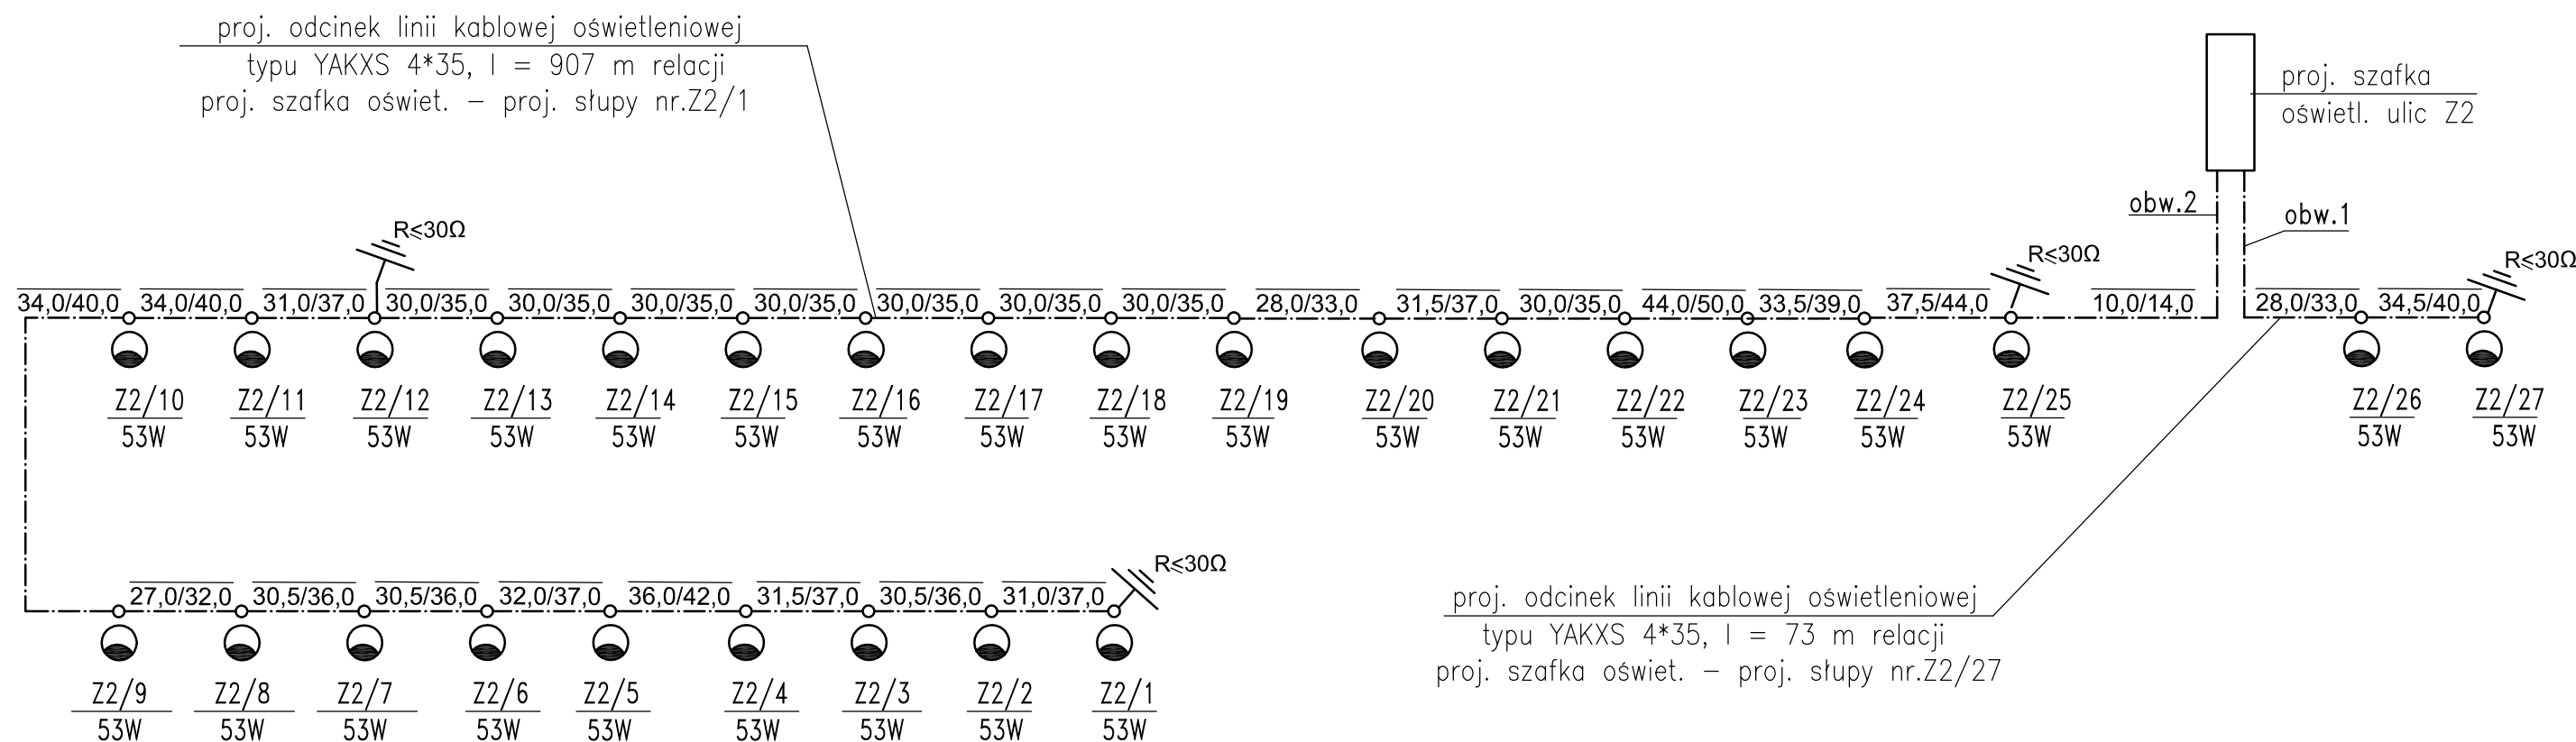 proj. odcinek linii kablowej oświetleniowej
typu YAKXS 4*35, l = 907 m relacji
proj. szafka oświet. – proj. słupy nr.Z2/1
proj. szafka
oświetl. ulic Z2
obw.2
obw.1
R≤30Ω
R≤30Ω
R≤30Ω
34,0/40,0 34,0/40,0 31,0/37,0 30,0/35,0 30,0/35,0 30,0/35,0 30,0/35,0 30,0/35,0 30,0/35,0 30,0/35,0 28,0/33,0 31,5/37,0 30,0/35,0 44,0/50,0 33,5/39,0 37,5/44,0 10,0/14,0 28,0/33,0 34,5/40,0
Z2/10 Z2/11 Z2/12 Z2/13 Z2/14 Z2/15 Z2/16 Z2/17 Z2/18 Z2/19 Z2/20 Z2/21 Z2/22 Z2/23 Z2/24 Z2/25 Z2/26 Z2/27
53W 53W 53W 53W 53W 53W 53W 53W 53W 53W 53W 53W 53W 53W 53W 53W 53W 53W
R≤30Ω
27,0/32,0 30,5/36,0 30,5/36,0 32,0/37,0 36,0/42,0 31,5/37,0 30,5/36,0 31,0/37,0
Z2/9 Z2/8 Z2/7 Z2/6 Z2/5 Z2/4 Z2/3 Z2/2 Z2/1
53W 53W 53W 53W 53W 53W 53W 53W 53W
proj. odcinek linii kablowej oświetleniowej
typu YAKXS 4*35, l = 73 m relacji
proj. szafka oświet. – proj. słupy nr.Z2/27